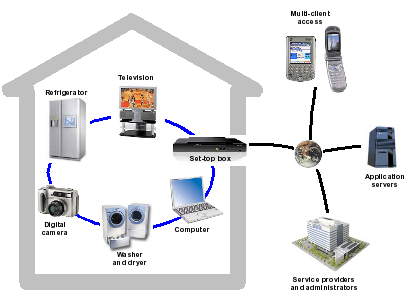 Multi-client
access
Television
Refrigerator
Set-top box
Application
servers
Digital
camera
Computer
Washer
and dryer
Service providers
and administrators